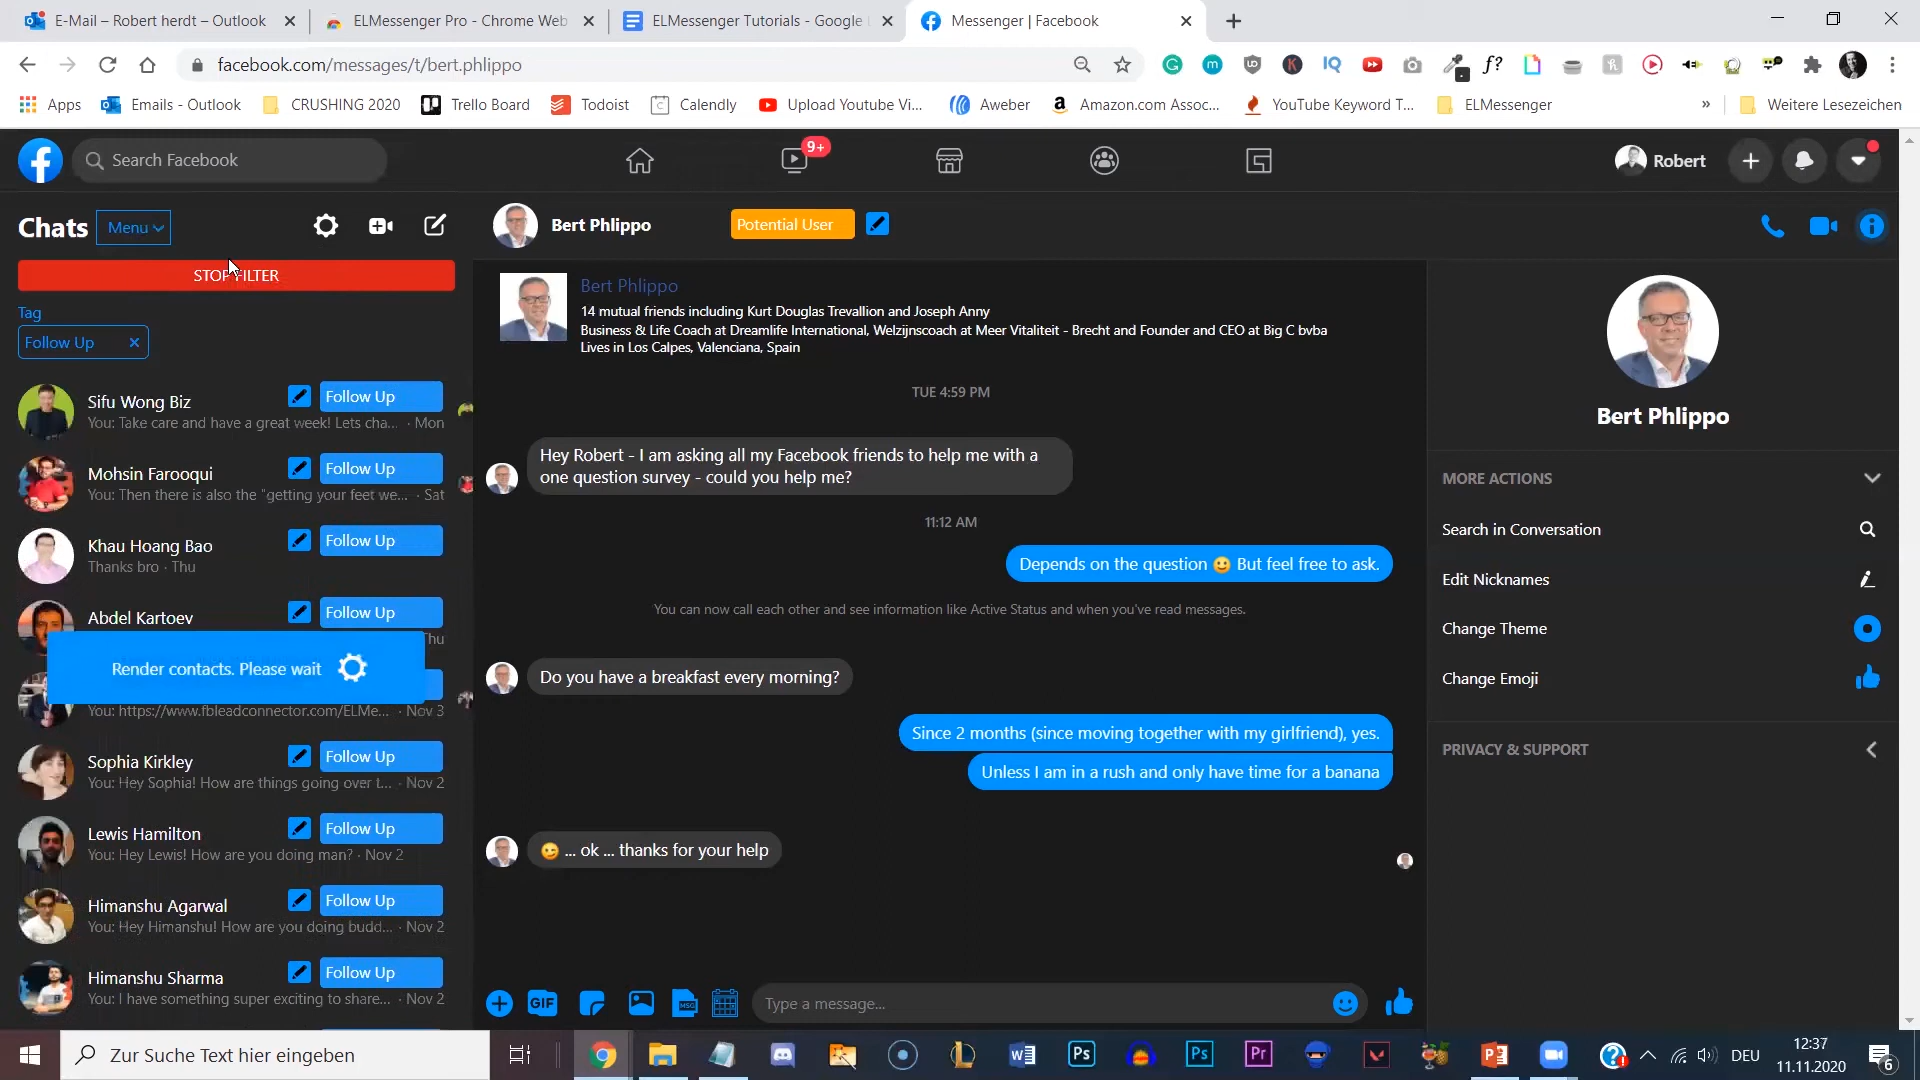 E-Mail – Robert herdt – Outlook
ELMessenger Pro - Chrome Web
ELMessenger Tutorials - Google
Messenger | Facebook
facebook.com/messages/t/bert.phlippo
Apps
Emails - Outlook
CRUSHING 2020
Trello Board
Todoist
Calendly
Upload Youtube Vi...
Aweber
Amazon.com Assoc...
YouTube Keyword T...
ELMessenger
»
Weitere Lesezeichen
Search Facebook
9+
Robert
Chats
Menu
STOP FILTER
Tag
Follow Up
Sifu Wong Biz
Follow Up
You: Take care and have a great week! Lets cha... · Mon
Mohsin Farooqui
Follow Up
You: Then there is also the "getting your feet we... · Sat
Khau Hoang Bao
Follow Up
Thanks bro · Thu
Abdel Kartoev
Follow Up
Thu
Render contacts. Please wait
You: https://www.fbleadconnector.com/ELMe... · Nov 3
Sophia Kirkley
Follow Up
You: Hey Sophia! How are things going over t... · Nov 2
Lewis Hamilton
Follow Up
You: Hey Lewis! How are you doing man? · Nov 2
Himanshu Agarwal
Follow Up
You: Hey Himanshu! How are you doing budd... · Nov 2
Himanshu Sharma
Follow Up
You: I have something super exciting to share... · Nov 2
Bert Phlippo
Potential User
Bert Phlippo
14 mutual friends including Kurt Douglas Trevallion and Joseph Anny
Business & Life Coach at Dreamlife International, Welzijnscoach at Meer Vitaliteit - Brecht and Founder and CEO at Big C bvba
Lives in Los Calpes, Valenciana, Spain
TUE 4:59 PM
Hey Robert - I am asking all my Facebook friends to help me with a
one question survey - could you help me?
11:12 AM
Depends on the question 🙂 But feel free to ask.
You can now call each other and see information like Active Status and when you've read messages.
Do you have a breakfast every morning?
Since 2 months (since moving together with my girlfriend), yes.
Unless I am in a rush and only have time for a banana
😉 ... ok ... thanks for your help
GIF
MSG
Type a message...
Bert Phlippo
MORE ACTIONS
Search in Conversation
Edit Nicknames
Change Theme
Change Emoji
PRIVACY & SUPPORT
Zur Suche Text hier eingeben
DEU
12:37
11.11.2020
6